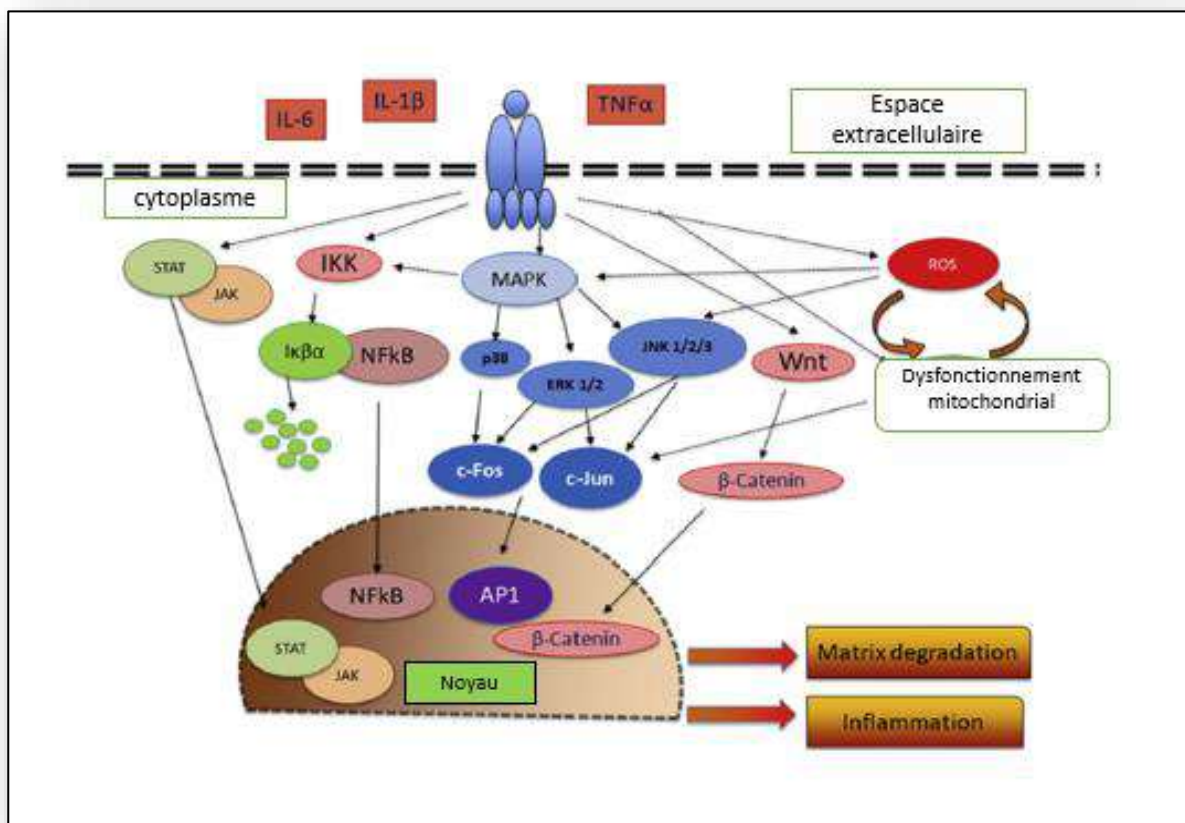 IL-6
IL-1β
TNFα
Espace
extracellulaire
cytoplasme
STAT
JAK
IKK
MAPK
ROS
Iκβα
NFkB
p38
ERK 1/2
JNK 1/2/3
Wnt
Dysfonctionnement
mitochondrial
c-Fos
c-Jun
β-Catenin
NFkB
AP1
β-Catenin
STAT
JAK
Noyau
Matrix degradation
Inflammation